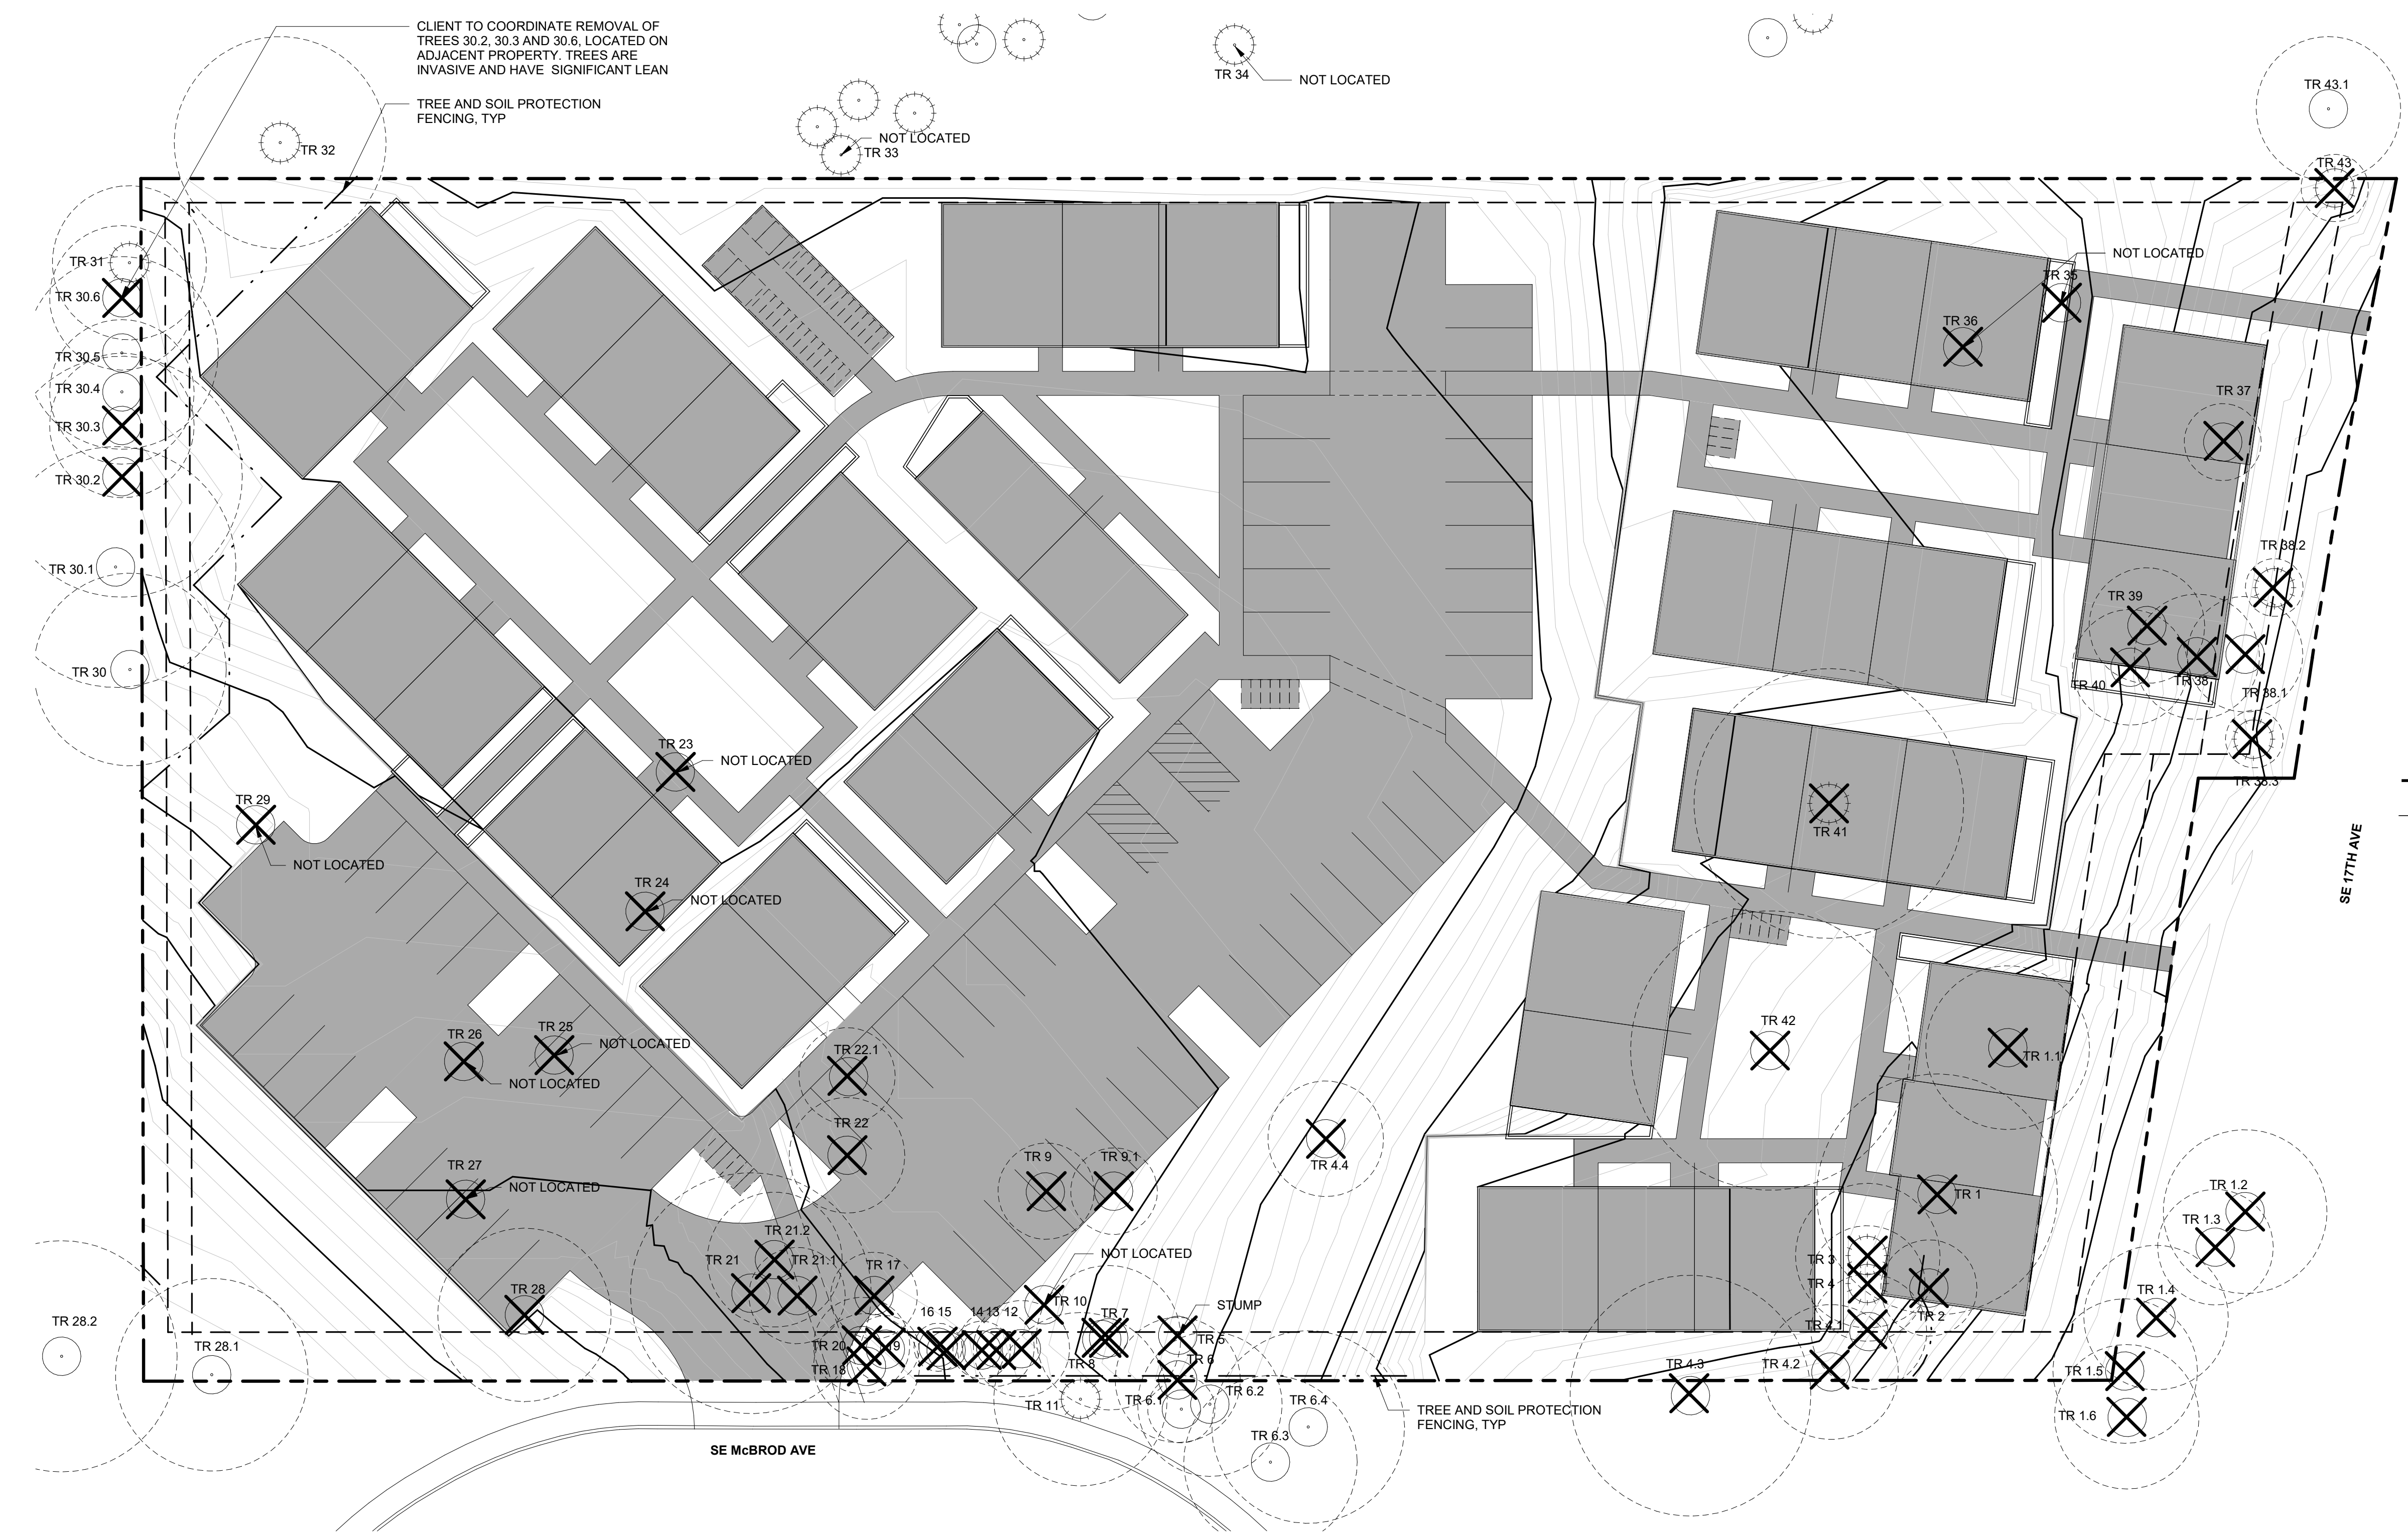 CLIENT TO COORDINATE REMOVAL OF
TREES 30.2, 30.3 AND 30.6, LOCATED ON
ADJACENT PROPERTY. TREES ARE
INVASIVE AND HAVE SIGNIFICANT LEAN
TREE AND SOIL PROTECTION
FENCING, TYP
TR 34
NOT LOCATED
TR 43.1
TR 32
NOT LOCATED
TR 33
TR 43
TR 31
NOT LOCATED
TR 35
TR 30.6
TR 36
TR 30.5
TR 30.4
TR 37
TR 30.3
TR 30.2
TR 38.2
TR 30.1
TR 39
TR 30
TR 40
TR 38
TR 38.1
TR 23
NOT LOCATED
TR 38.3
TR 29
TR 41
NOT LOCATED
SE 17TH AVE
TR 24
NOT LOCATED
TR 42
TR 26
TR 25
NOT LOCATED
TR 22.1
TR 1.1
NOT LOCATED
TR 22
TR 9
TR 9.1
TR 4.4
TR 27
NOT LOCATED
TR 1
TR 1.2
TR 1.3
TR 21.2
NOT LOCATED
TR 21
TR 21.1
TR 17
TR 3
TR 4
TR 28
TR 10
TR 1.4
16 15
14 13 12
TR 7
STUMP
TR 2
TR 28.2
TR 4.1
TR 28.1
TR 20
19
TR 5
TR 18
TR 8
TR 6
TR 4.3
TR 4.2
TR 1.5
TR 11
TR 6.1
TR 6.2
TR 6.4
TREE AND SOIL PROTECTION
FENCING, TYP
TR 1.6
TR 6.3
SE McBROD AVE